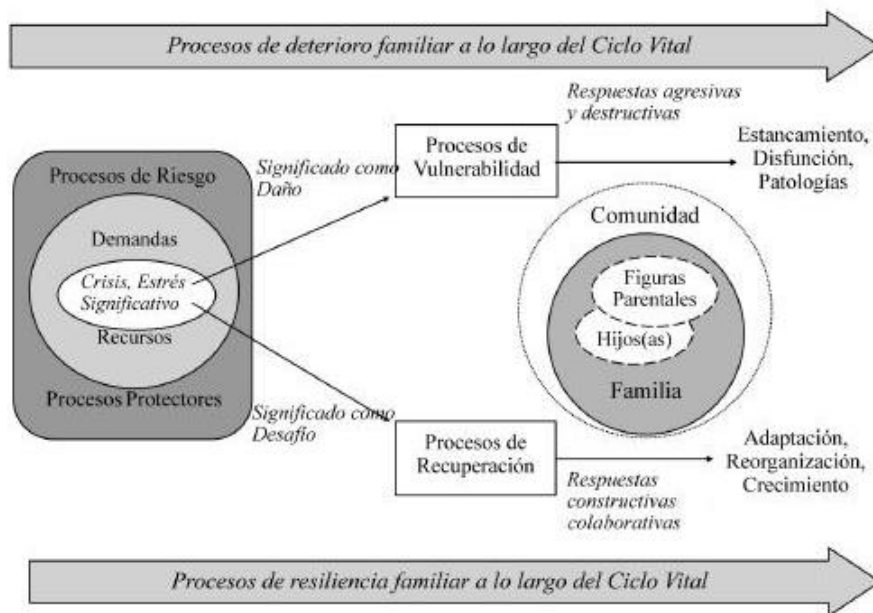 Procesos de deterioro familiar a lo largo del Ciclo Vital
Respuestas agresivas
y destructivas
Procesos de
Vulnerabilidad
Estancamiento,
Disfunción,
Patologías
Significado como
Daño
Procesos de Riesgo
Demandas
Crisis, Estrés
Significativo
Recursos
Procesos Protectores
Comunidad
Figuras
Parentales
Hijos(as)
Familia
Significado como
Desafío
Procesos de
Recuperación
Adaptación,
Reorganización,
Crecimiento
Respuestas
constructivas
colaborativas
Procesos de resiliencia familiar a lo largo del Ciclo Vital